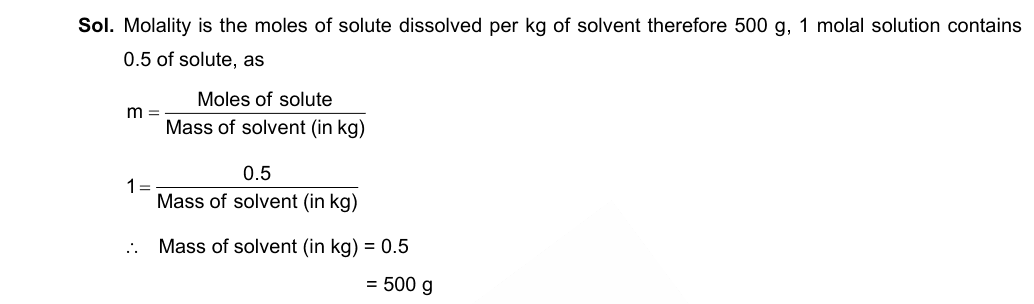 Sol. Molality is the moles of solute dissolved per kg of solvent therefore 500 g, 1 molal solution contains
0.5 of solute, as
m = Moles of solute / Mass of solvent (in kg)
1 = 0.5 / Mass of solvent (in kg)
∴ Mass of solvent (in kg) = 0.5
= 500 g